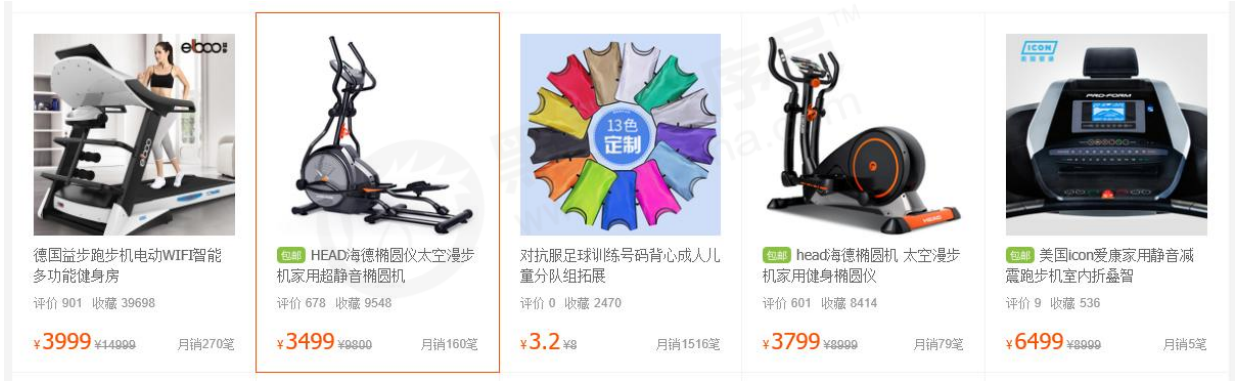 elboo
德国益步跑步机电动WIFI智能
多功能健身房
评价 901 收藏 39698
¥3999 ¥14999 月销270笔
包邮 HEAD海德椭圆仪太空漫步
机家用超静音椭圆机
评价 678 收藏 9548
¥3499 ¥9800 月销160笔
13色
定制
对抗服足球训练号码背心成人儿
童分队组拓展
评价 0 收藏 2470
¥3.2 ¥8 月销1516笔
HEAD
包邮 head海德椭圆机 太空漫步
机家用健身椭圆仪
评价 601 收藏 8414
¥3799 ¥8999 月销79笔
ICON
PRO-FORM
包邮 美国icon爱康家用静音减
震跑步机室内折叠智
评价 9 收藏 536
¥6499 ¥8999 月销5笔